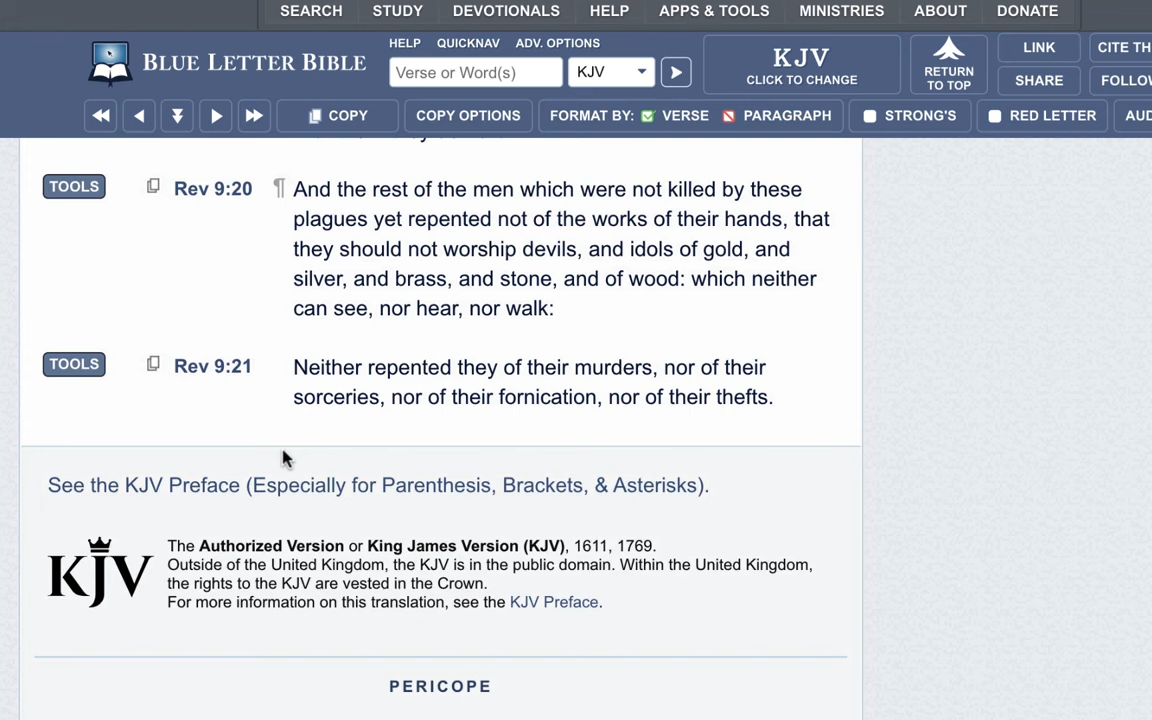 SEARCH STUDY DEVOTIONALS HELP APPS & TOOLS MINISTRIES ABOUT DONATE
HELP QUICKNAV ADV. OPTIONS
BLUE LETTER BIBLE
Verse or Word(s) KJV
KJV
CLICK TO CHANGE
RETURN
TO TOP
LINK CITE TH
SHARE FOLLOW
COPY COPY OPTIONS FORMAT BY: VERSE PARAGRAPH STRONG'S RED LETTER AUD
TOOLS Rev 9:20 ¶ And the rest of the men which were not killed by these
plagues yet repented not of the works of their hands, that
they should not worship devils, and idols of gold, and
silver, and brass, and stone, and of wood: which neither
can see, nor hear, nor walk:
TOOLS Rev 9:21 Neither repented they of their murders, nor of their
sorceries, nor of their fornication, nor of their thefts.
See the KJV Preface (Especially for Parenthesis, Brackets, & Asterisks).
KJV
The Authorized Version or King James Version (KJV), 1611, 1769.
Outside of the United Kingdom, the KJV is in the public domain. Within the United Kingdom,
the rights to the KJV are vested in the Crown.
For more information on this translation, see the KJV Preface.
PERICOPE